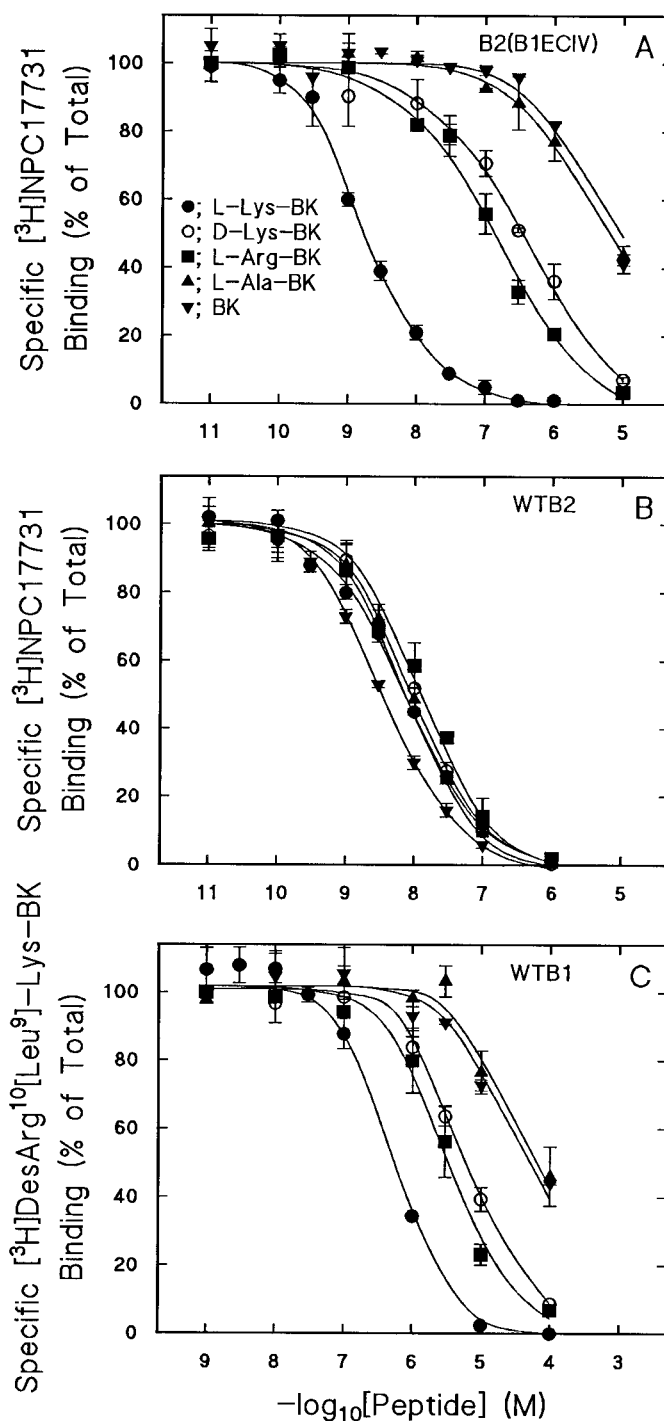 B2(B1ECIV) A
Specific [³H]NPC17731
Binding (% of Total)
100
80
60
40
20
0
●; L-Lys-BK
○; D-Lys-BK
■; L-Arg-BK
▲; L-Ala-BK
▼; BK
11 10 9 8 7 6 5
WTB2 B
Specific [³H]NPC17731
Binding (% of Total)
100
80
60
40
20
0
11 10 9 8 7 6 5
WTB1 C
Specific [³H]DesArg¹⁰[Leu⁹]-Lys-BK
Binding (% of Total)
100
80
60
40
20
0
9 8 7 6 5 4 3
-log₁₀[Peptide] (M)